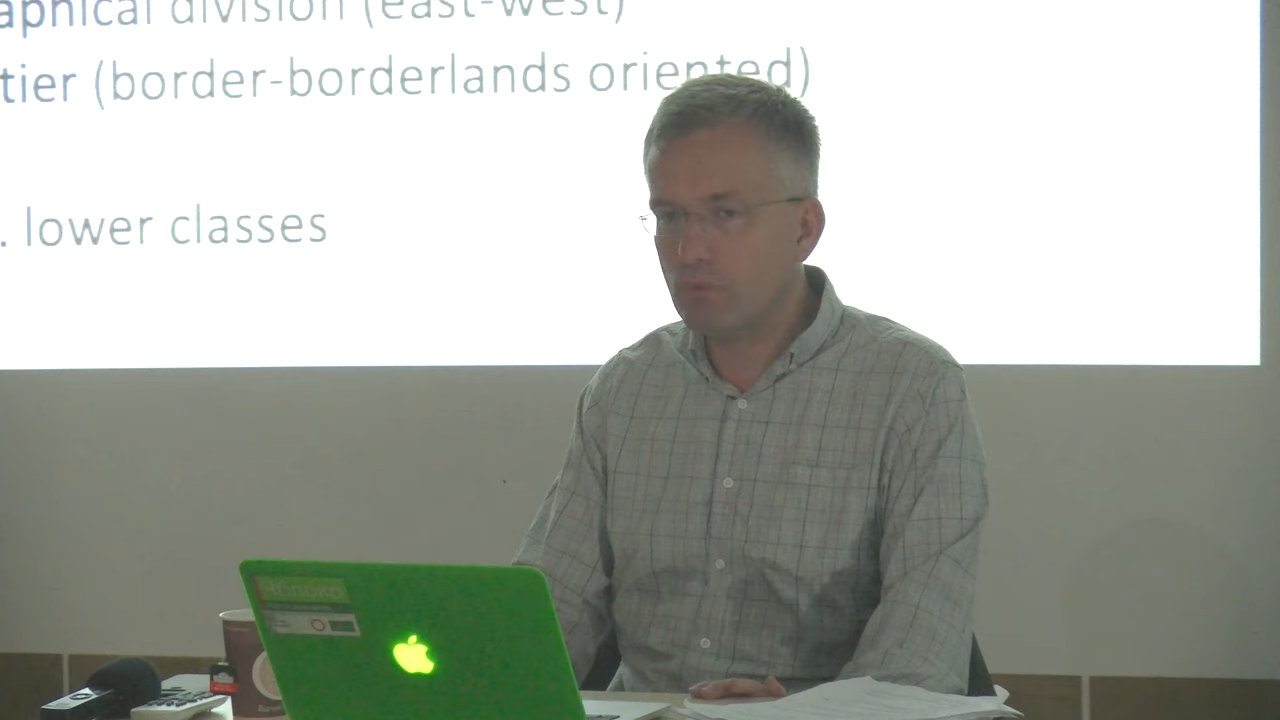 aphical division (east-west)
tier (border-borderlands oriented)
. lower classes